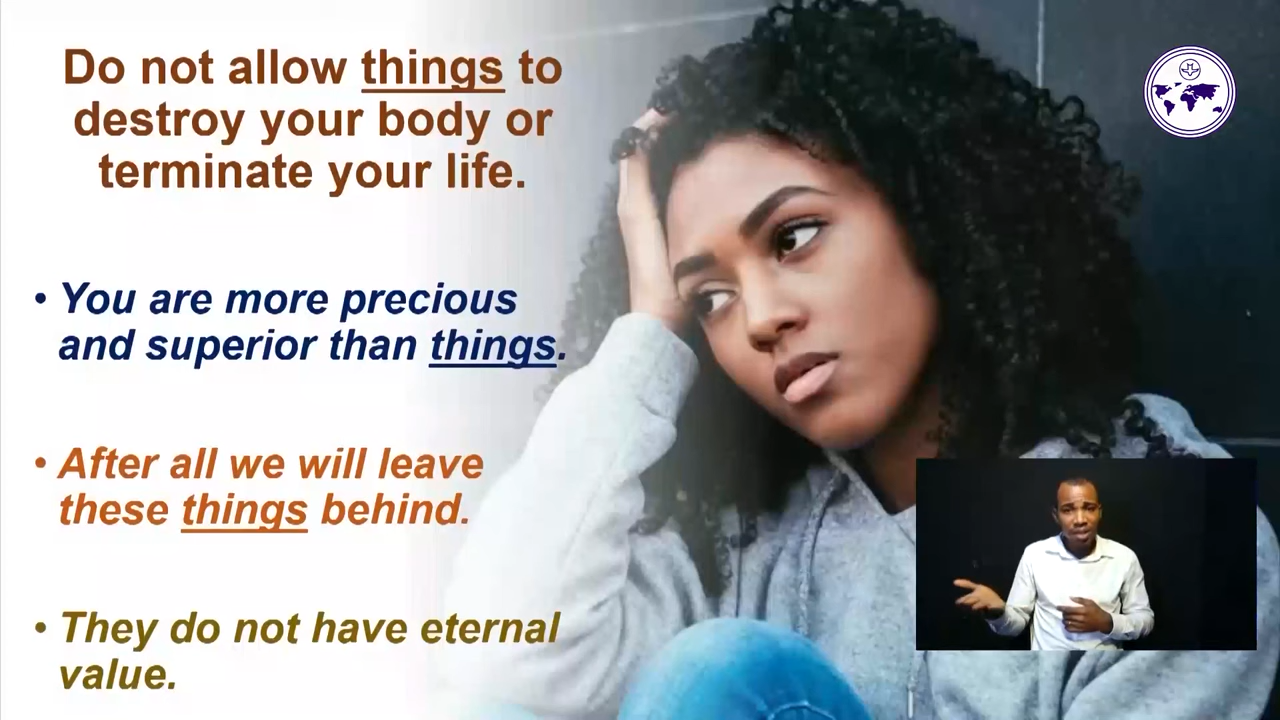 Do not allow things to
destroy your body or
terminate your life.
• You are more precious
and superior than things.
• After all we will leave
these things behind.
• They do not have eternal
value.